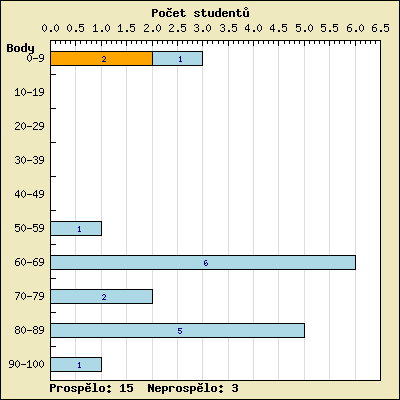 Počet studentů
0.0 0.5 1.0 1.5 2.0 2.5 3.0 3.5 4.0 4.5 5.0 5.5 6.0 6.5
Body
0-9 2 1
10-19
20-29
30-39
40-49
50-59 1
60-69 6
70-79 2
80-89 5
90-100 1
Prospělo: 15 Neprospělo: 3